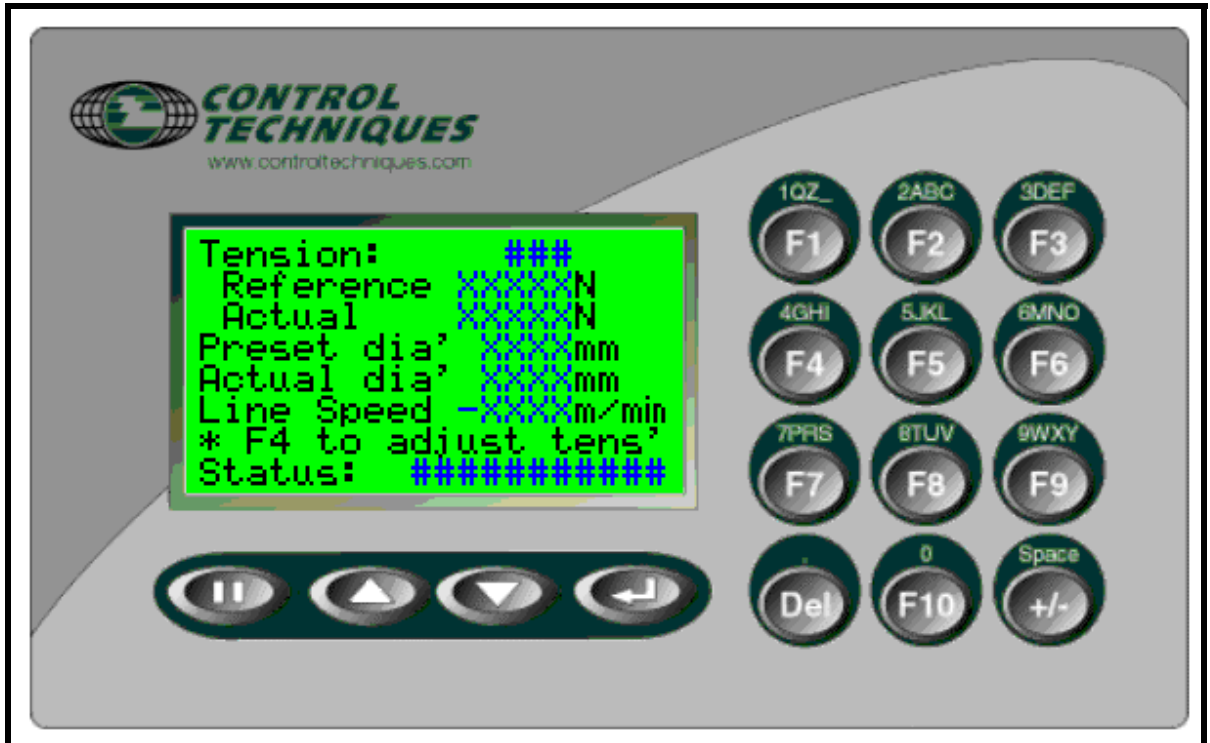 CONTROL
TECHNIQUES
www.controltechniques.com
Tension: ###
Reference XXXXXN
Actual XXXXXN
Preset dia' XXXXmm
Actual dia' XXXXmm
Line Speed -XXXXm/min
* F4 to adjust tens'
Status: ###########
1QZ_ 2ABC 3DEF
F1 F2 F3
4GHI 5JKL 6MNO
F4 F5 F6
7PRS 8TUV 9WXY
F7 F8 F9
. 0 Space
Del F10 +/-